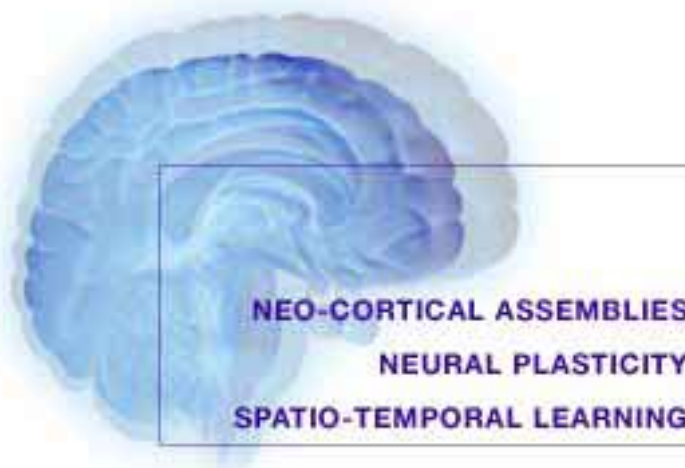 NEO-CORTICAL ASSEMBLIES
NEURAL PLASTICITY
SPATIO-TEMPORAL LEARNING